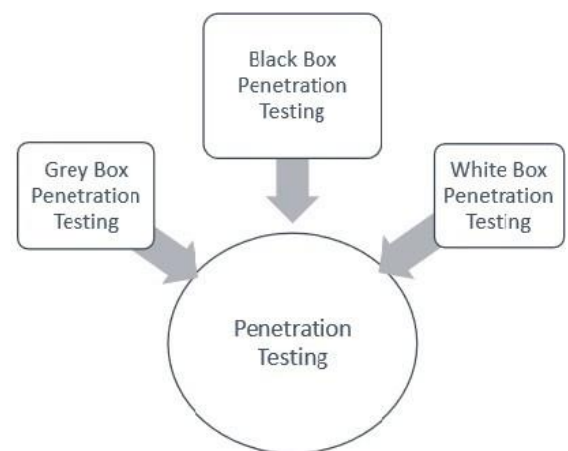 Black Box
Penetration
Testing
Grey Box
Penetration
Testing
White Box
Penetration
Testing
Penetration
Testing